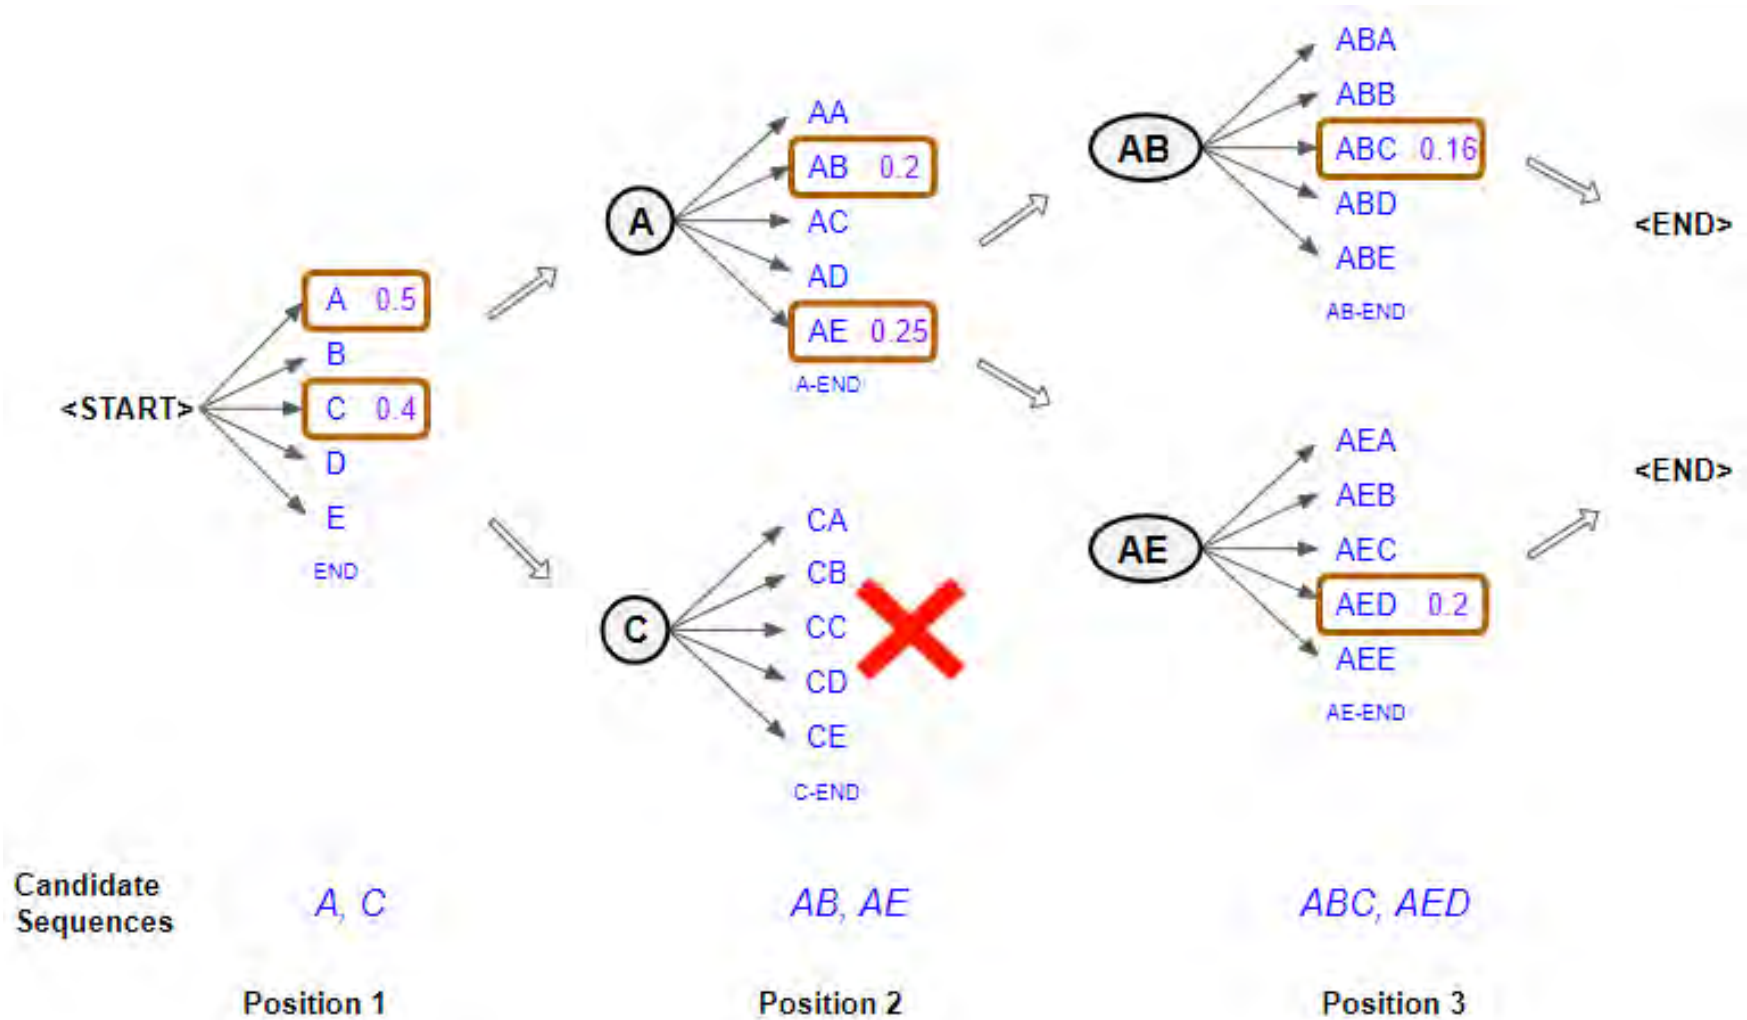 <START>
A 0.5
B
C 0.4
D
E
END
A
AA
AB 0.2
AC
AD
AE 0.25
A-END
C
CA
CB
CC
CD
CE
C-END
AB
ABA
ABB
ABC 0.16
ABD
ABE
AB-END
<END>
AE
AEA
AEB
AEC
AED 0.2
AEE
AE-END
<END>
Candidate
Sequences
A, C
AB, AE
ABC, AED
Position 1
Position 2
Position 3